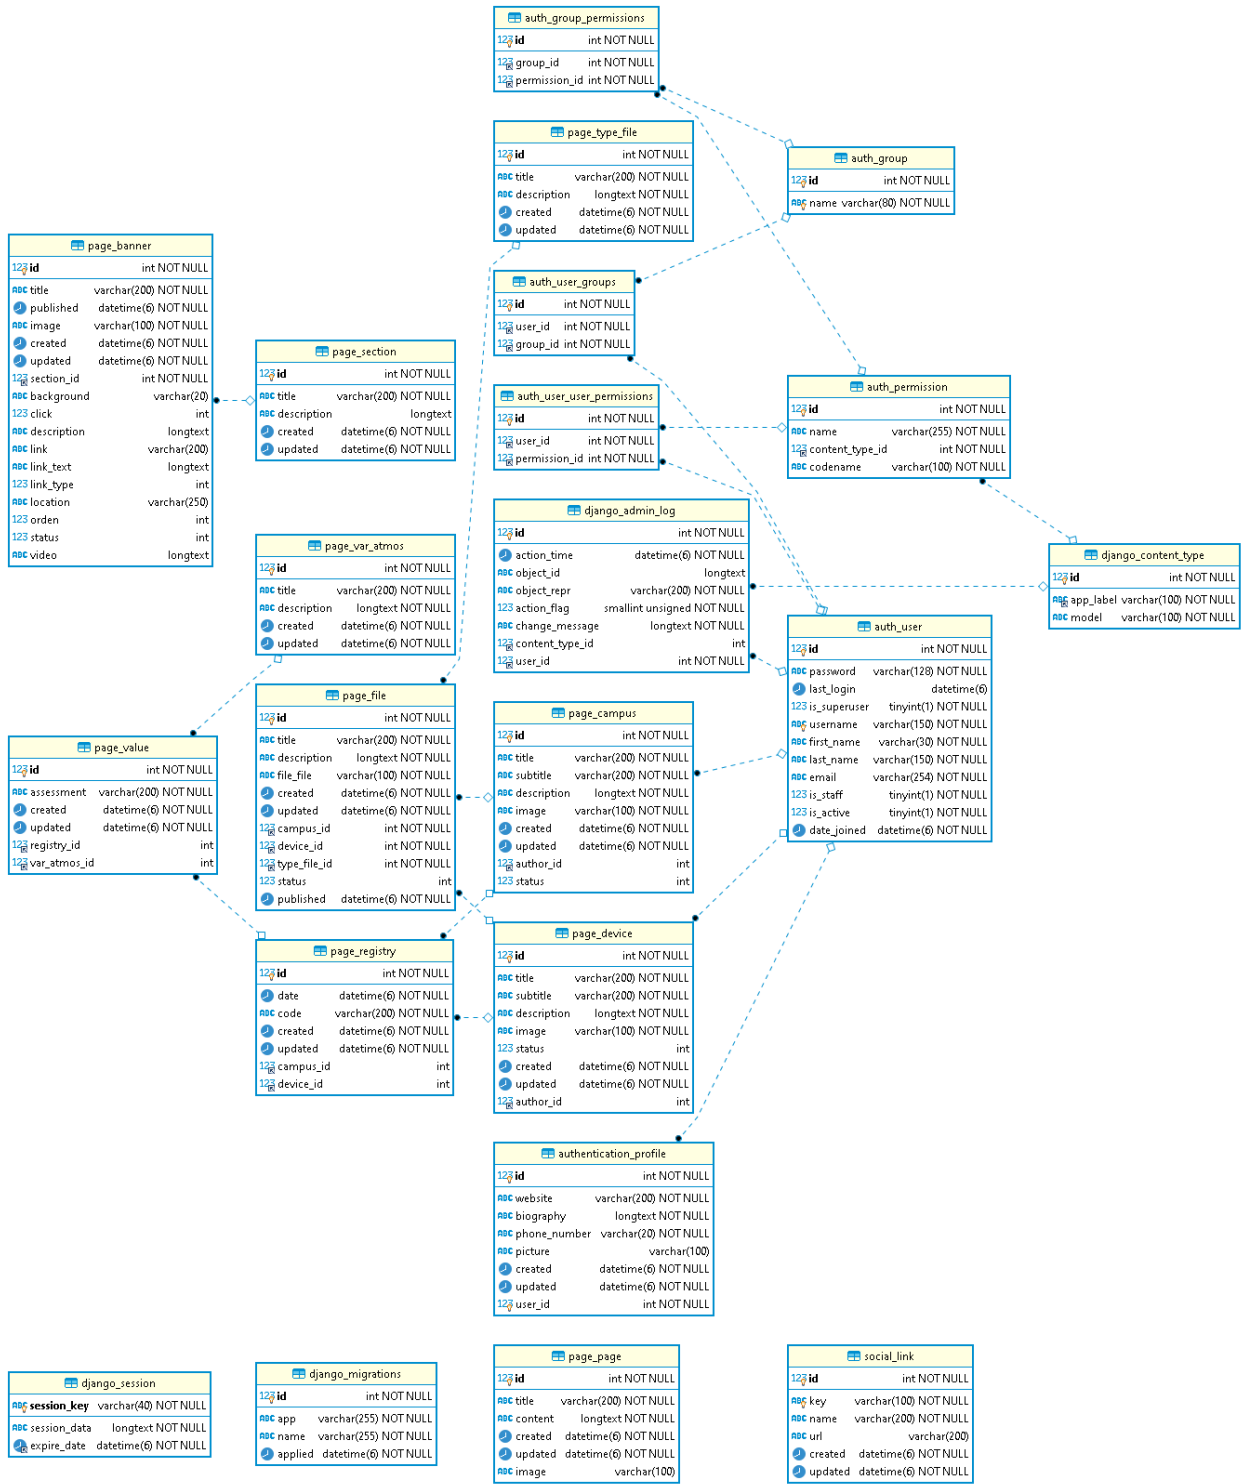 auth_group_permissions
id int NOT NULL
group_id int NOT NULL
permission_id int NOT NULL
page_type_file
id int NOT NULL
title varchar(200) NOT NULL
description longtext NOT NULL
created datetime(6) NOT NULL
updated datetime(6) NOT NULL
auth_group
id int NOT NULL
name varchar(80) NOT NULL
page_banner
id int NOT NULL
title varchar(200) NOT NULL
published datetime(6) NOT NULL
image varchar(100) NOT NULL
created datetime(6) NOT NULL
updated datetime(6) NOT NULL
section_id int NOT NULL
background varchar(20)
click int
description longtext
link varchar(200)
link_text longtext
link_type int
location varchar(250)
orden int
status int
video longtext
auth_user_groups
id int NOT NULL
user_id int NOT NULL
group_id int NOT NULL
page_section
id int NOT NULL
title varchar(200) NOT NULL
description longtext
created datetime(6) NOT NULL
updated datetime(6) NOT NULL
auth_user_user_permissions
id int NOT NULL
user_id int NOT NULL
permission_id int NOT NULL
auth_permission
id int NOT NULL
name varchar(255) NOT NULL
content_type_id int NOT NULL
codename varchar(100) NOT NULL
django_admin_log
id int NOT NULL
action_time datetime(6) NOT NULL
object_id longtext
object_repr varchar(200) NOT NULL
action_flag smallint unsigned NOT NULL
change_message longtext NOT NULL
content_type_id int
user_id int NOT NULL
page_var_atmos
id int NOT NULL
title varchar(200) NOT NULL
description longtext NOT NULL
created datetime(6) NOT NULL
updated datetime(6) NOT NULL
django_content_type
id int NOT NULL
app_label varchar(100) NOT NULL
model varchar(100) NOT NULL
auth_user
id int NOT NULL
password varchar(128) NOT NULL
last_login datetime(6)
is_superuser tinyint(1) NOT NULL
username varchar(150) NOT NULL
first_name varchar(30) NOT NULL
last_name varchar(150) NOT NULL
email varchar(254) NOT NULL
is_staff tinyint(1) NOT NULL
is_active tinyint(1) NOT NULL
date_joined datetime(6) NOT NULL
page_file
id int NOT NULL
title varchar(200) NOT NULL
description longtext NOT NULL
file_file varchar(100) NOT NULL
created datetime(6) NOT NULL
updated datetime(6) NOT NULL
campus_id int NOT NULL
device_id int NOT NULL
type_file_id int NOT NULL
status int
published datetime(6) NOT NULL
page_campus
id int NOT NULL
title varchar(200) NOT NULL
subtitle varchar(200) NOT NULL
description longtext NOT NULL
image varchar(100) NOT NULL
created datetime(6) NOT NULL
updated datetime(6) NOT NULL
author_id int
status int
page_value
id int NOT NULL
assessment varchar(200) NOT NULL
created datetime(6) NOT NULL
updated datetime(6) NOT NULL
registry_id int
var_atmos_id int
page_registry
id int NOT NULL
date datetime(6) NOT NULL
code varchar(200) NOT NULL
created datetime(6) NOT NULL
updated datetime(6) NOT NULL
campus_id int
device_id int
page_device
id int NOT NULL
title varchar(200) NOT NULL
subtitle varchar(200) NOT NULL
description longtext NOT NULL
image varchar(100) NOT NULL
status int
created datetime(6) NOT NULL
updated datetime(6) NOT NULL
author_id int
authentication_profile
id int NOT NULL
website varchar(200) NOT NULL
biography longtext NOT NULL
phone_number varchar(20) NOT NULL
picture varchar(100)
created datetime(6) NOT NULL
updated datetime(6) NOT NULL
user_id int NOT NULL
django_session
session_key varchar(40) NOT NULL
session_data longtext NOT NULL
expire_date datetime(6) NOT NULL
django_migrations
id int NOT NULL
app varchar(255) NOT NULL
name varchar(255) NOT NULL
applied datetime(6) NOT NULL
page_page
id int NOT NULL
title varchar(200) NOT NULL
content longtext NOT NULL
created datetime(6) NOT NULL
updated datetime(6) NOT NULL
image varchar(100)
social_link
id int NOT NULL
key varchar(100) NOT NULL
name varchar(200) NOT NULL
url varchar(200)
created datetime(6) NOT NULL
updated datetime(6) NOT NULL